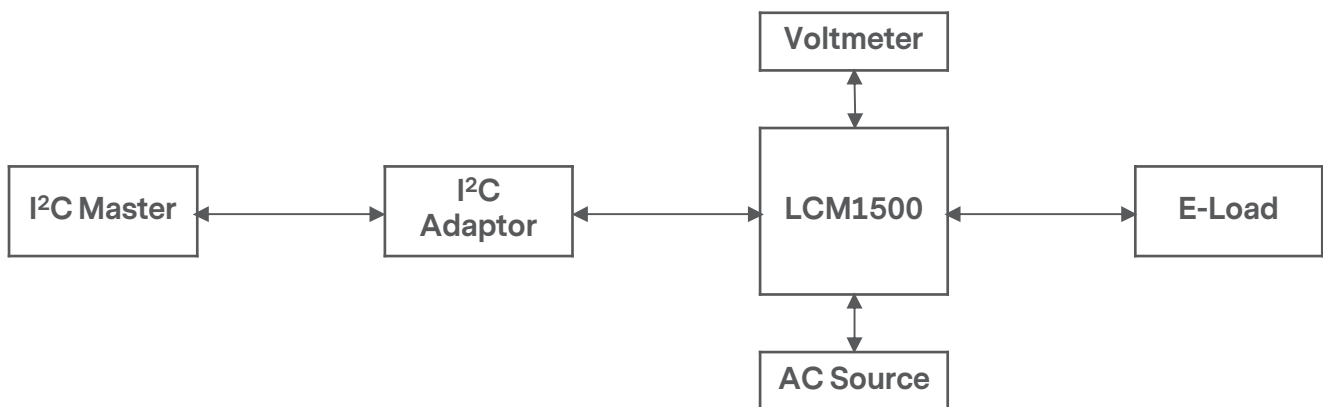 Voltmeter
I²C Master
I²C
Adaptor
LCM1500
E-Load
AC Source